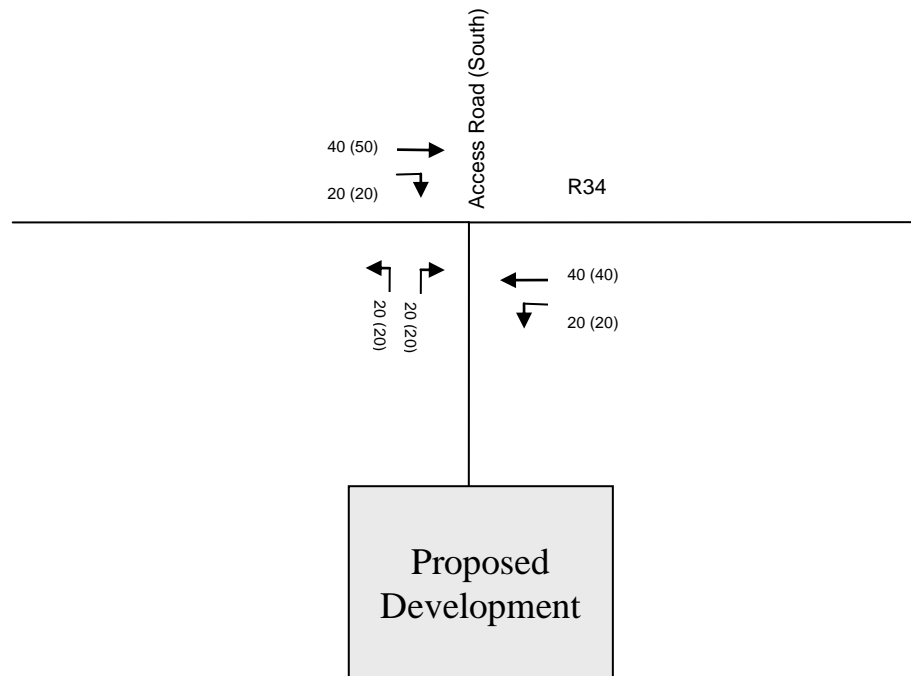 Access Road (South)
40 (50)
20 (20)
R34
20 (20)
20 (20)
40 (40)
20 (20)
Proposed
Development